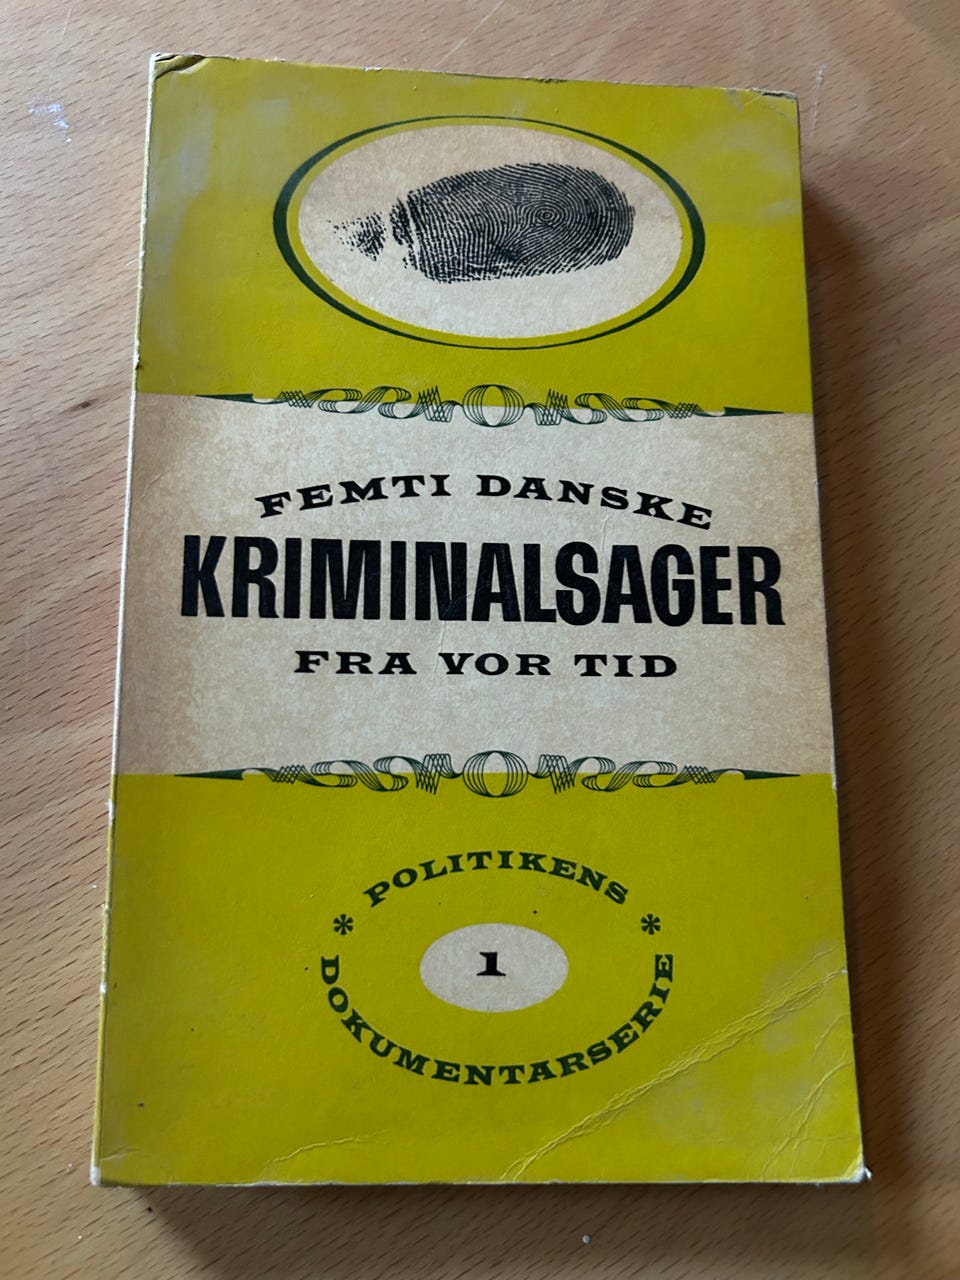 FEMTI DANSKE
KRIMINALSAGER
FRA VOR TID
POLITIKENS
* *
1
DOKUMENTARSERIE